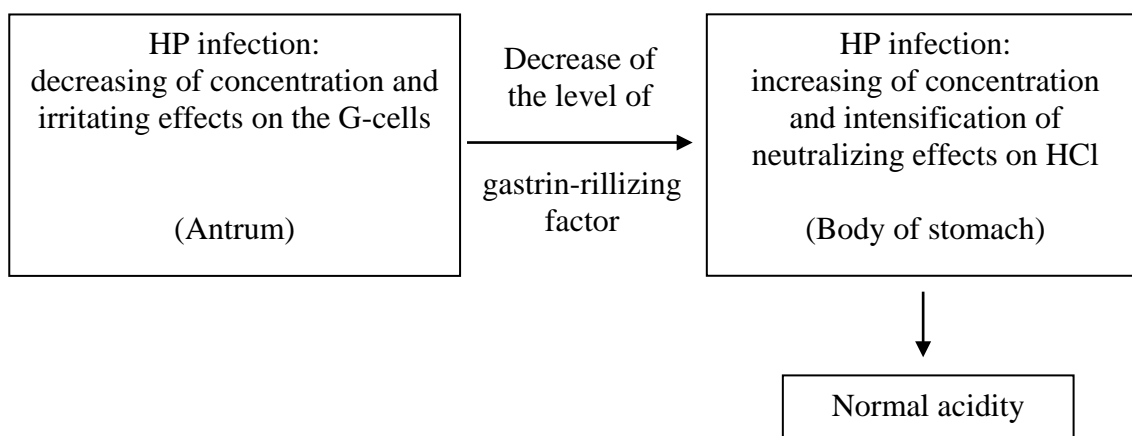 HP infection:
decreasing of concentration and
irritating effects on the G-cells
(Antrum)
Decrease of
the level of
gastrin-rillizing
factor
HP infection:
increasing of concentration
and intensification of
neutralizing effects on HCl
(Body of stomach)
Normal acidity